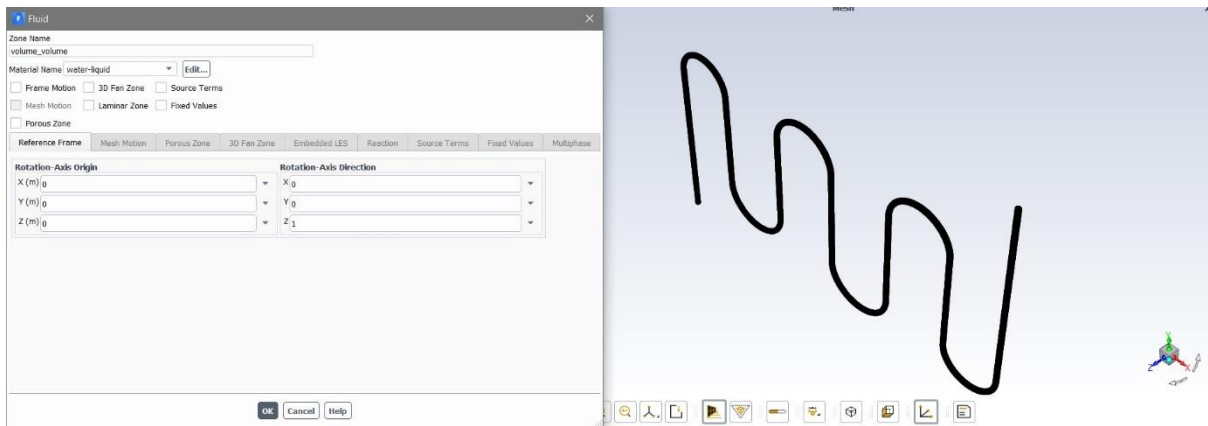 Fluid
Zone Name
volume_volume
Material Name water-liquid Edit...
Frame Motion 3D Fan Zone Source Terms
Mesh Motion Laminar Zone Fixed Values
Porous Zone
Reference Frame Mesh Motion Porous Zone 3D Fan Zone Embedded LES Reaction Source Terms Fixed Values Multiphase
Rotation-Axis Origin Rotation-Axis Direction
X (m) 0 X 0
Y (m) 0 Y 0
Z (m) 0 Z 1
OK Cancel Help
Mesh
Y
Z X